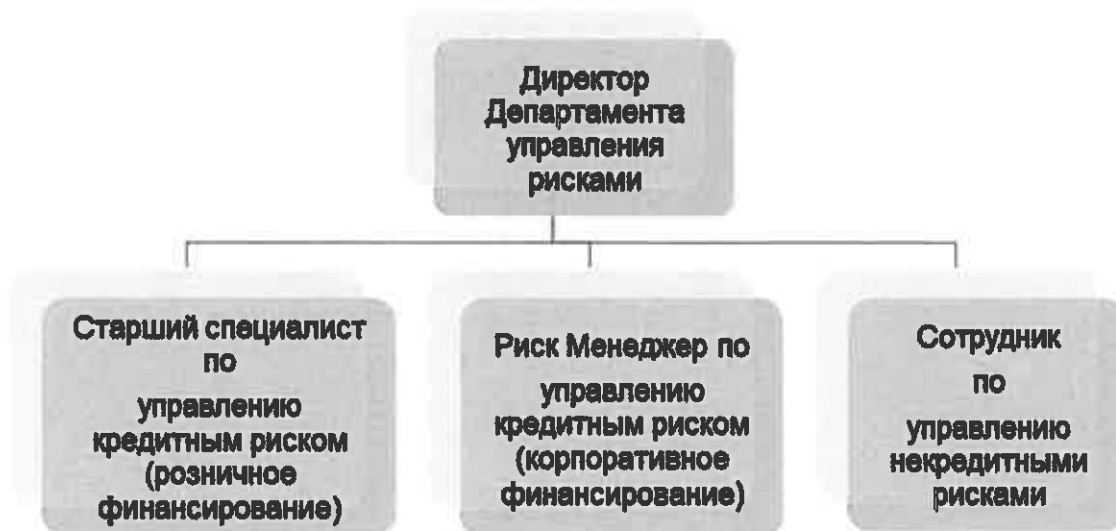 Директор
Департамента
управления
рисками
Старший специалист
по
управлению
кредитным риском
(розничное
финансирование)
Риск Менеджер по
управлению
кредитным риском
(корпоративное
финансирование)
Сотрудник
по
управлению
некредитными
рисками